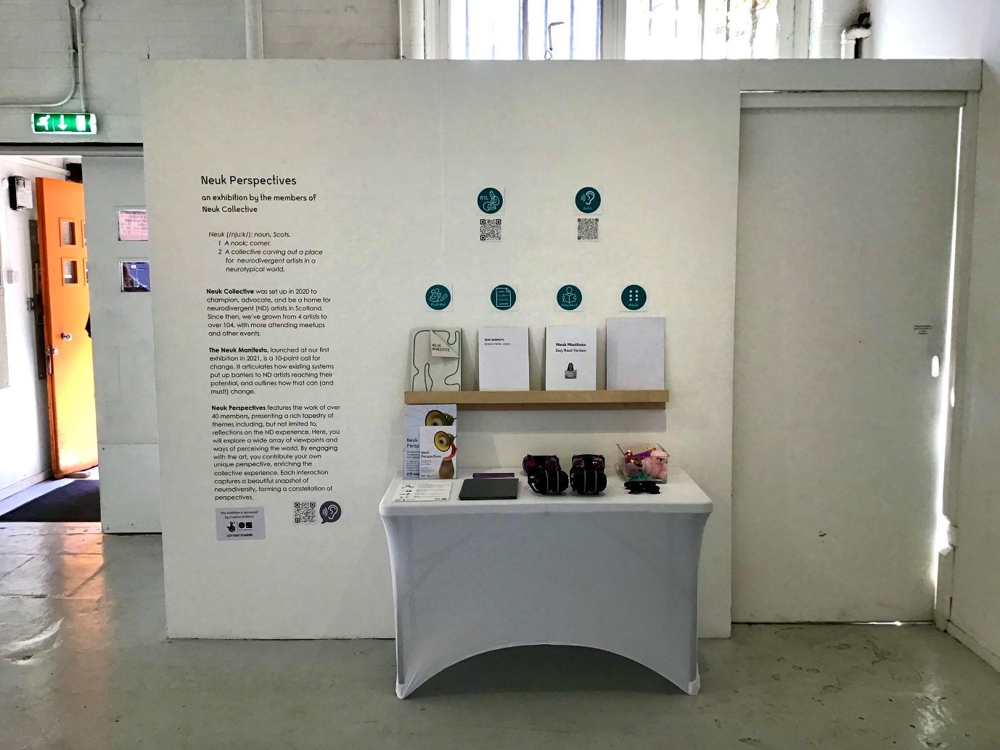 Neuk Perspectives
an exhibition by the members of
Neuk Collective
Neuk (/nju:k/): noun, Scots.
1 A nook; corner.
2 A collective carving out a place
for neurodivergent artists in a
neurotypical world.
Neuk Collective was set up in 2020 to
champion, advocate, and be a home for
neurodivergent (ND) artists in Scotland.
Since then, we've grown from 4 artists to
over 104, with more attending meetups
and other events.
The Neuk Manifesto, launched at our first
exhibition in 2021, is a 10-point call for
change. It articulates how existing systems
put up barriers to ND artists reaching their
potential, and outlines how that can (and
must!) change.
Neuk Perspectives features the work of over
40 members, presenting a rich tapestry of
themes including, but not limited to,
reflections on the ND experience. Here, you
will explore a wide array of viewpoints and
ways of perceiving the world. By engaging
with the art, you contribute your own
unique perspective, enriching the
collective experience. Each interaction
captures a beautiful snapshot of
neurodiversity, forming a constellation of
perspectives.
This exhibition is sponsored
by Creative Scotland
LOTTERY FUNDED
BSL
Audio
Illustrated
Dyslexia
Friendly
Easy Read
Braille
NEUK
MANIFESTO
NEUK MANIFESTO
Neuk Manifesto
Easy Read Version
Neuk
Neuk
Perspectives